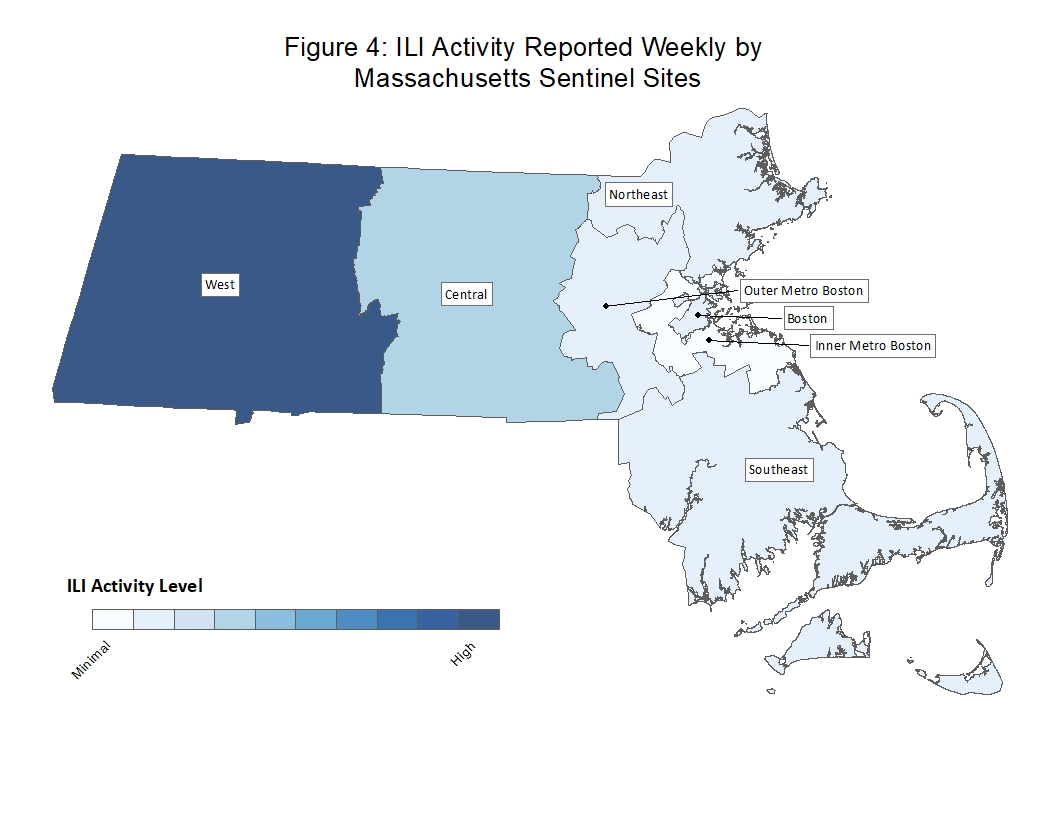 Figure 4: ILI Activity Reported Weekly by
Massachusetts Sentinel Sites
Northeast
West
Central
Outer Metro Boston
Boston
Inner Metro Boston
Southeast
ILI Activity Level
Minimal
High